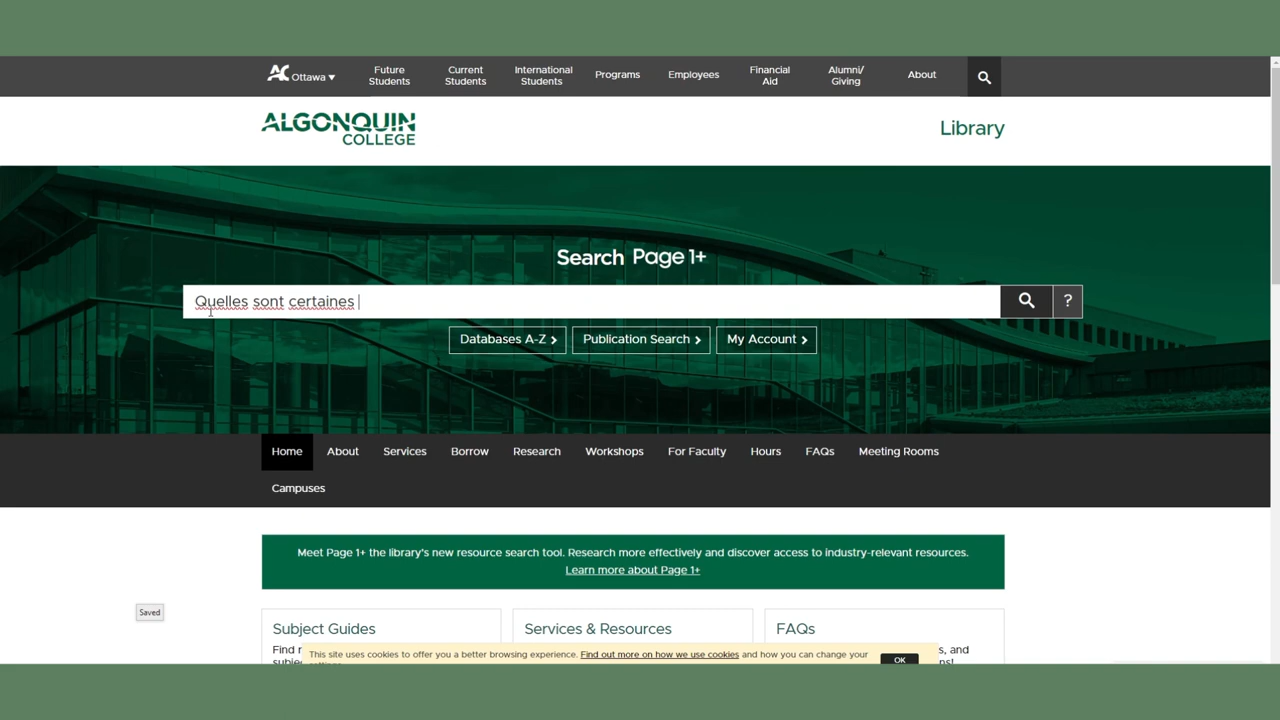 AC Ottawa
Future Students
Current Students
International Students
Programs
Employees
Financial Aid
Alumni/ Giving
About
ALGONQUIN COLLEGE
Library
Search Page 1+
Quelles sont certaines
?
Databases A-Z
Publication Search
My Account
Home
About
Services
Borrow
Research
Workshops
For Faculty
Hours
FAQs
Meeting Rooms
Campuses
Meet Page 1+ the library's new resource search tool. Research more effectively and discover access to industry-relevant resources.
Learn more about Page 1+
Saved
Subject Guides
Services & Resources
FAQs
Find
s, and
This site uses cookies to offer you a better browsing experience. Find out more on how we use cookies and how you can change your
OK